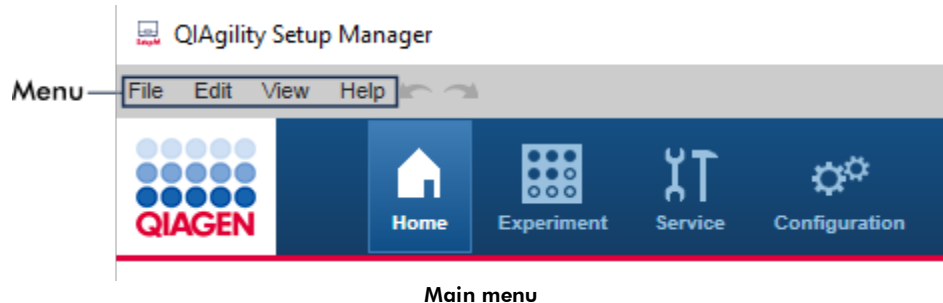 QIAgility Setup Manager
Menu File Edit View Help
QIAGEN Home Experiment Service Configuration
Main menu